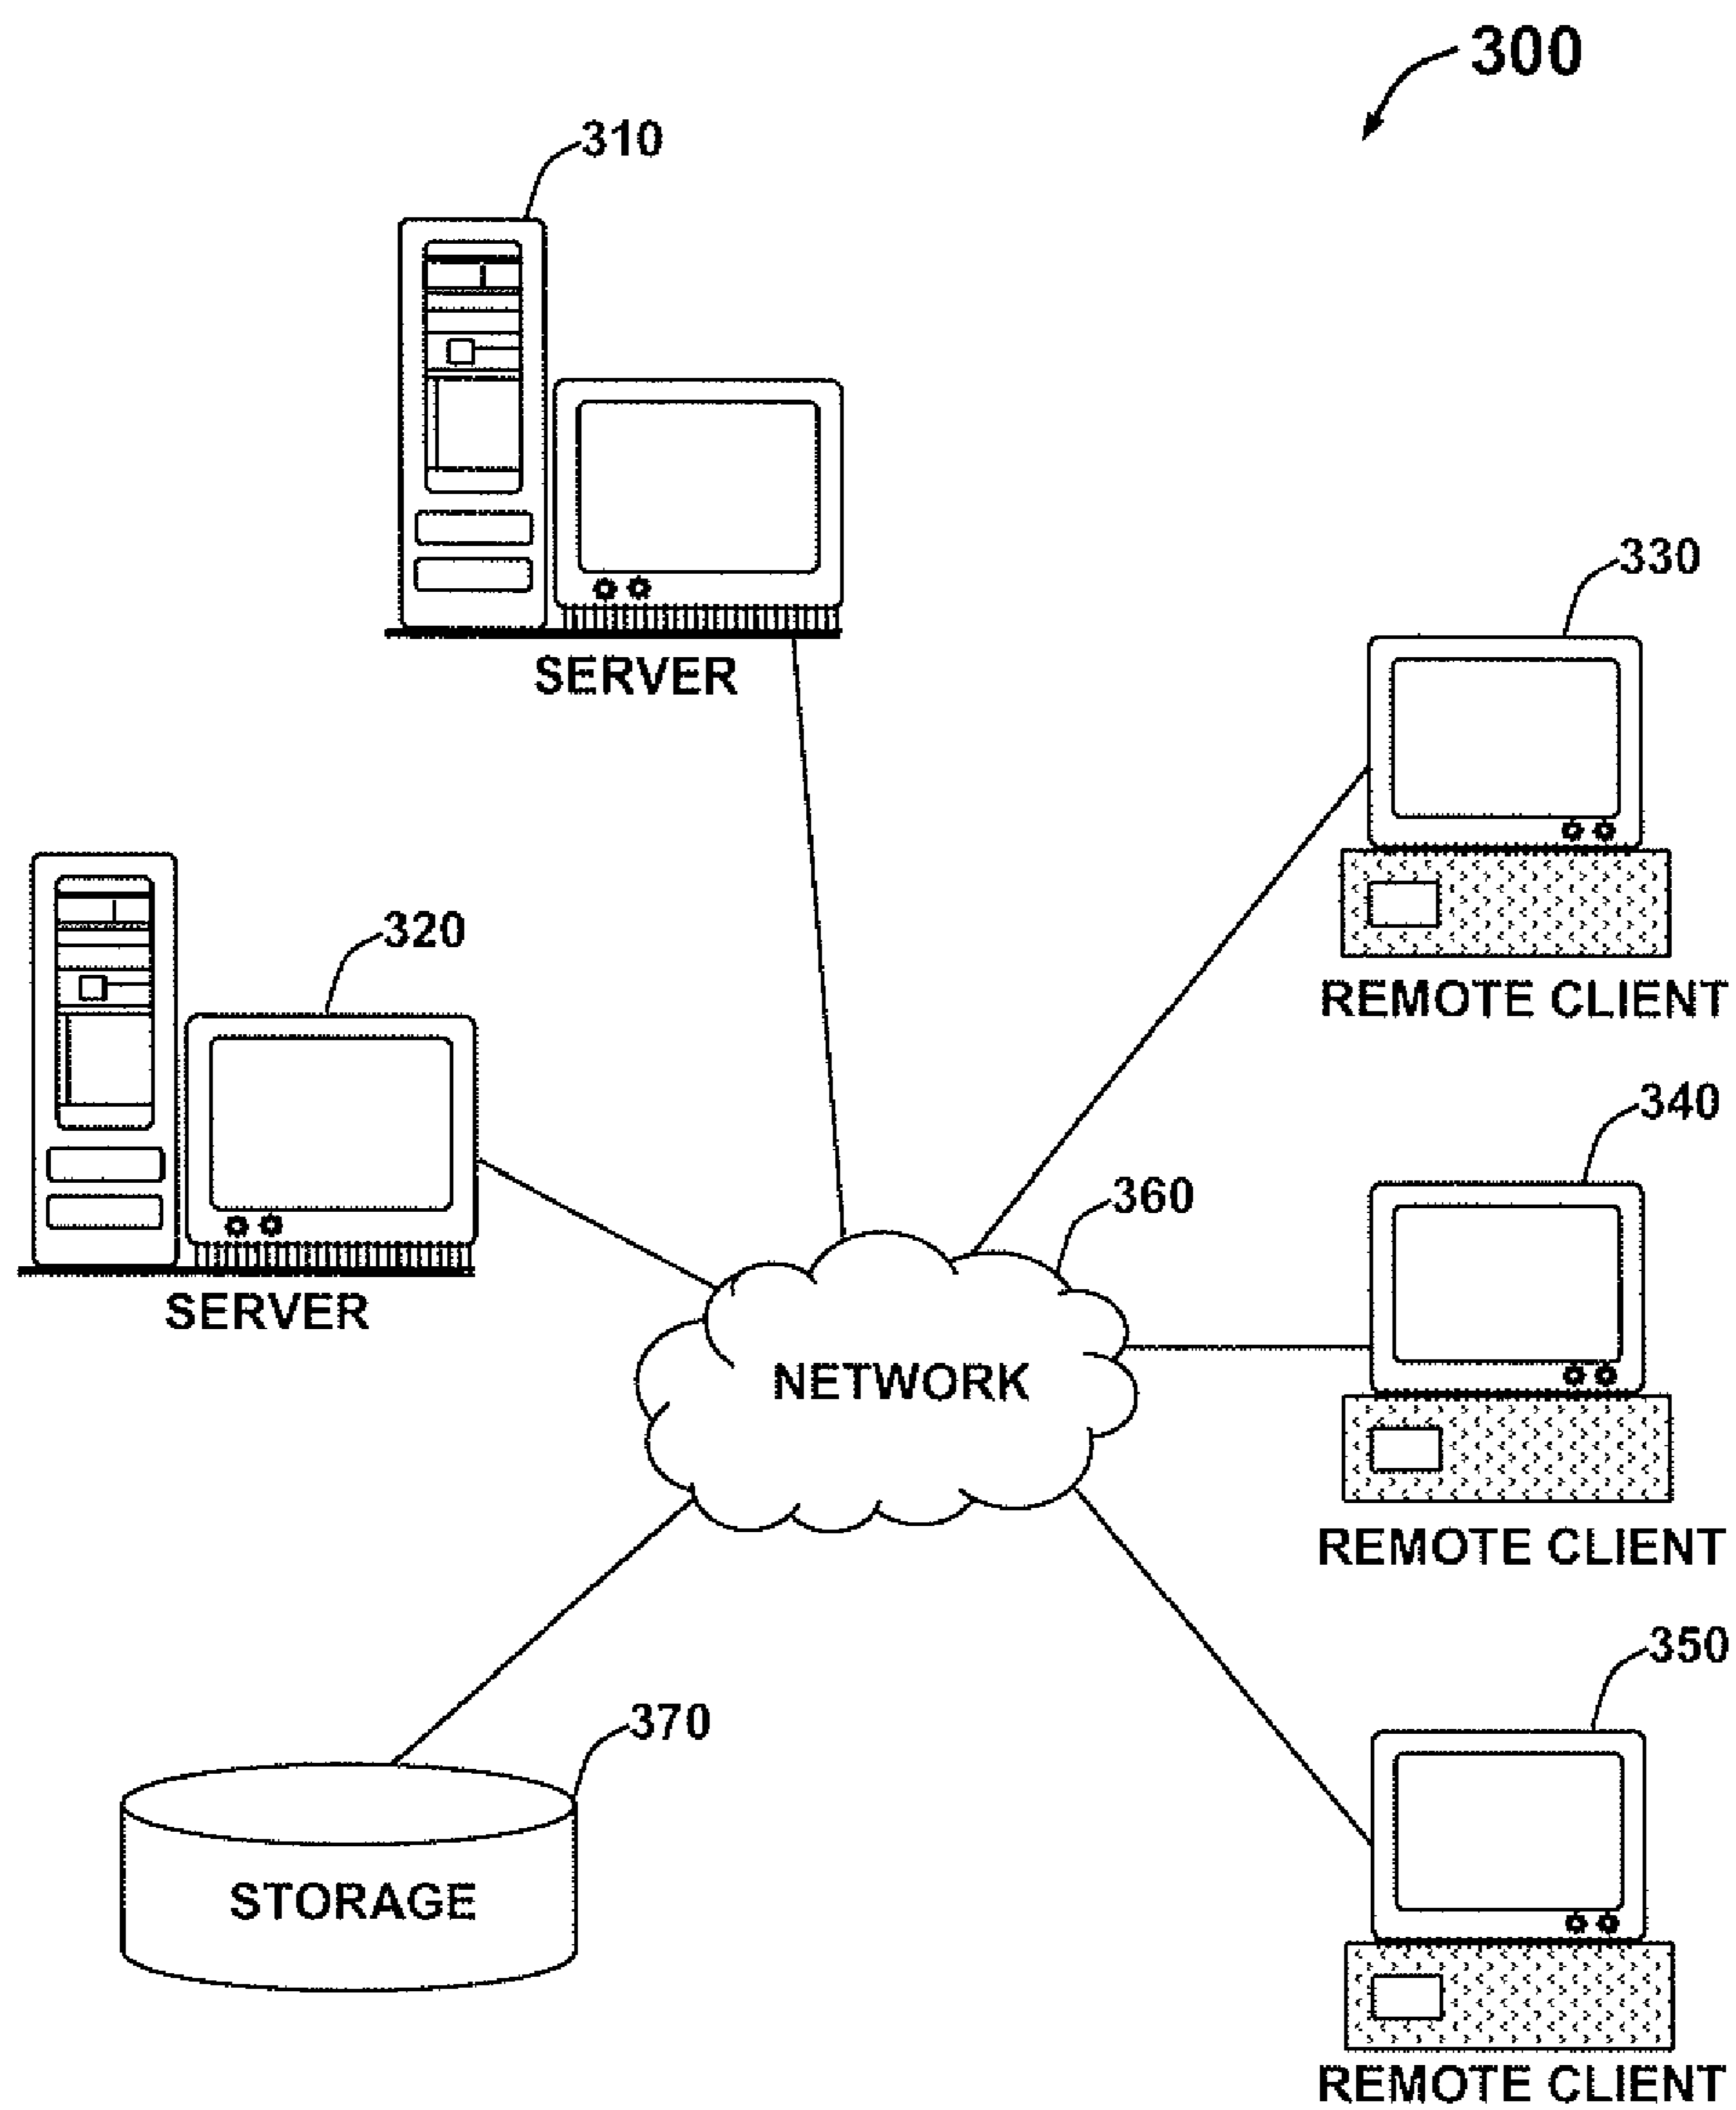 300
310
SERVER
330
REMOTE CLIENT
320
SERVER
340
REMOTE CLIENT
360
NETWORK
350
REMOTE CLIENT
370
STORAGE